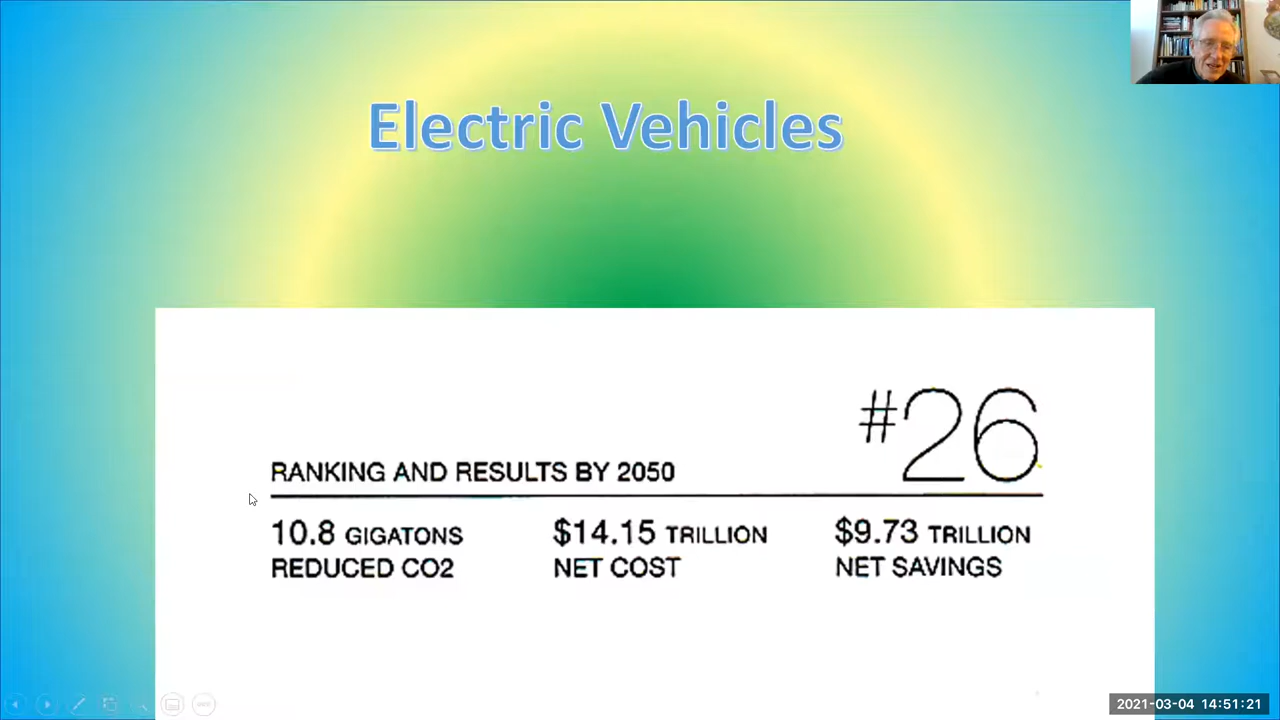 Electric Vehicles
#26
RANKING AND RESULTS BY 2050
10.8 GIGATONS
REDUCED CO2
$14.15 TRILLION
NET COST
$9.73 TRILLION
NET SAVINGS
2021-03-04 14:51:21